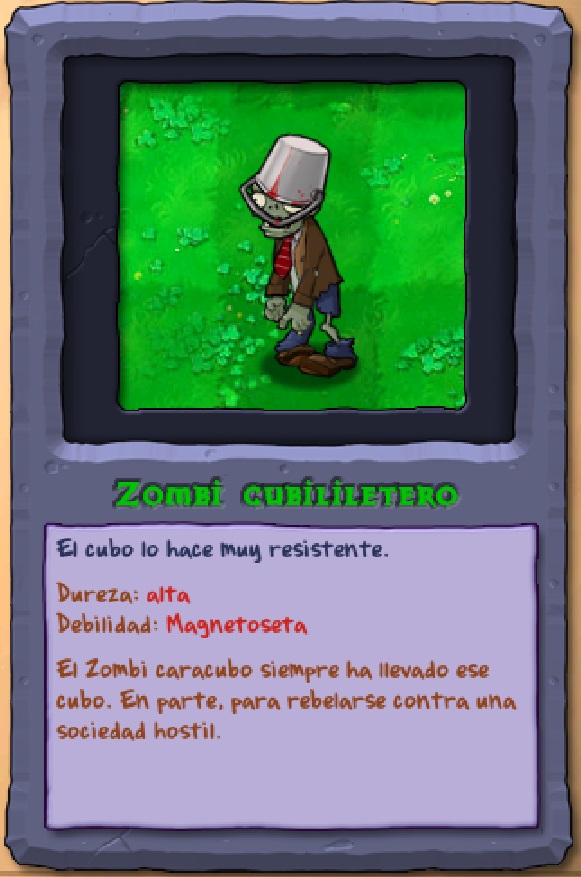 Zombi cubililetero
El cubo lo hace muy resistente.
Dureza: alta
Debilidad: Magnetoseta
El Zombi caracubo siempre ha llevado ese
cubo. En parte, para rebelarse contra una
sociedad hostil.